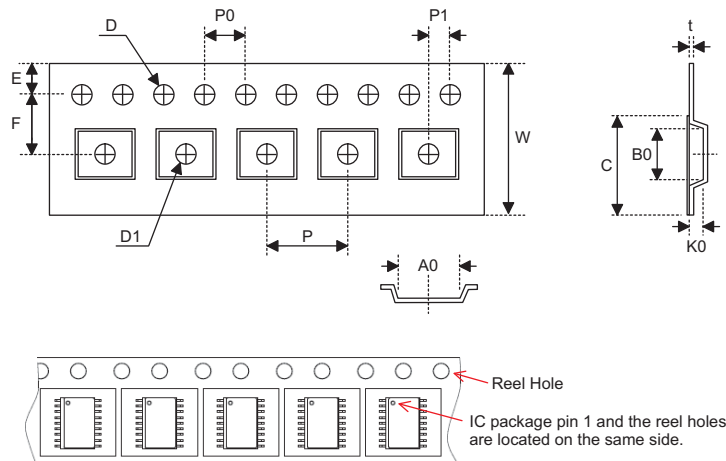 D
P0
P1
t
E
F
W
C
B0
D1
P
K0
A0
Reel Hole
IC package pin 1 and the reel holes
are located on the same side.